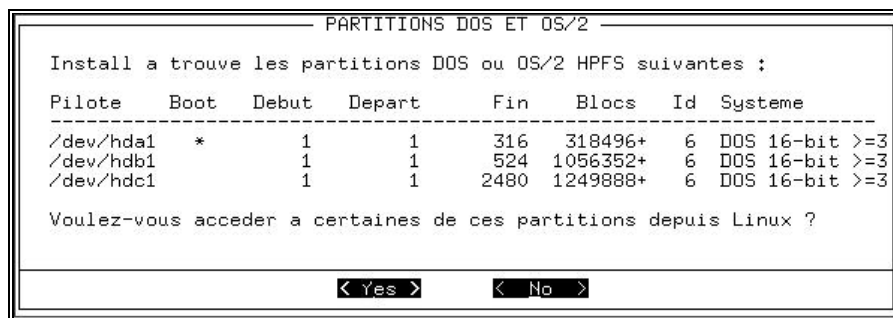 PARTITIONS DOS ET OS/2
Install a trouve les partitions DOS ou OS/2 HPFS suivantes :
Pilote Boot Debut Depart Fin Blocs Id Systeme
/dev/hda1 * 1 1 316 318496+ 6 DOS 16-bit >=3
/dev/hdb1 1 1 524 1056352+ 6 DOS 16-bit >=3
/dev/hdc1 1 1 2480 1249888+ 6 DOS 16-bit >=3
Voulez-vous acceder a certaines de ces partitions depuis Linux ?
< Yes > < No >